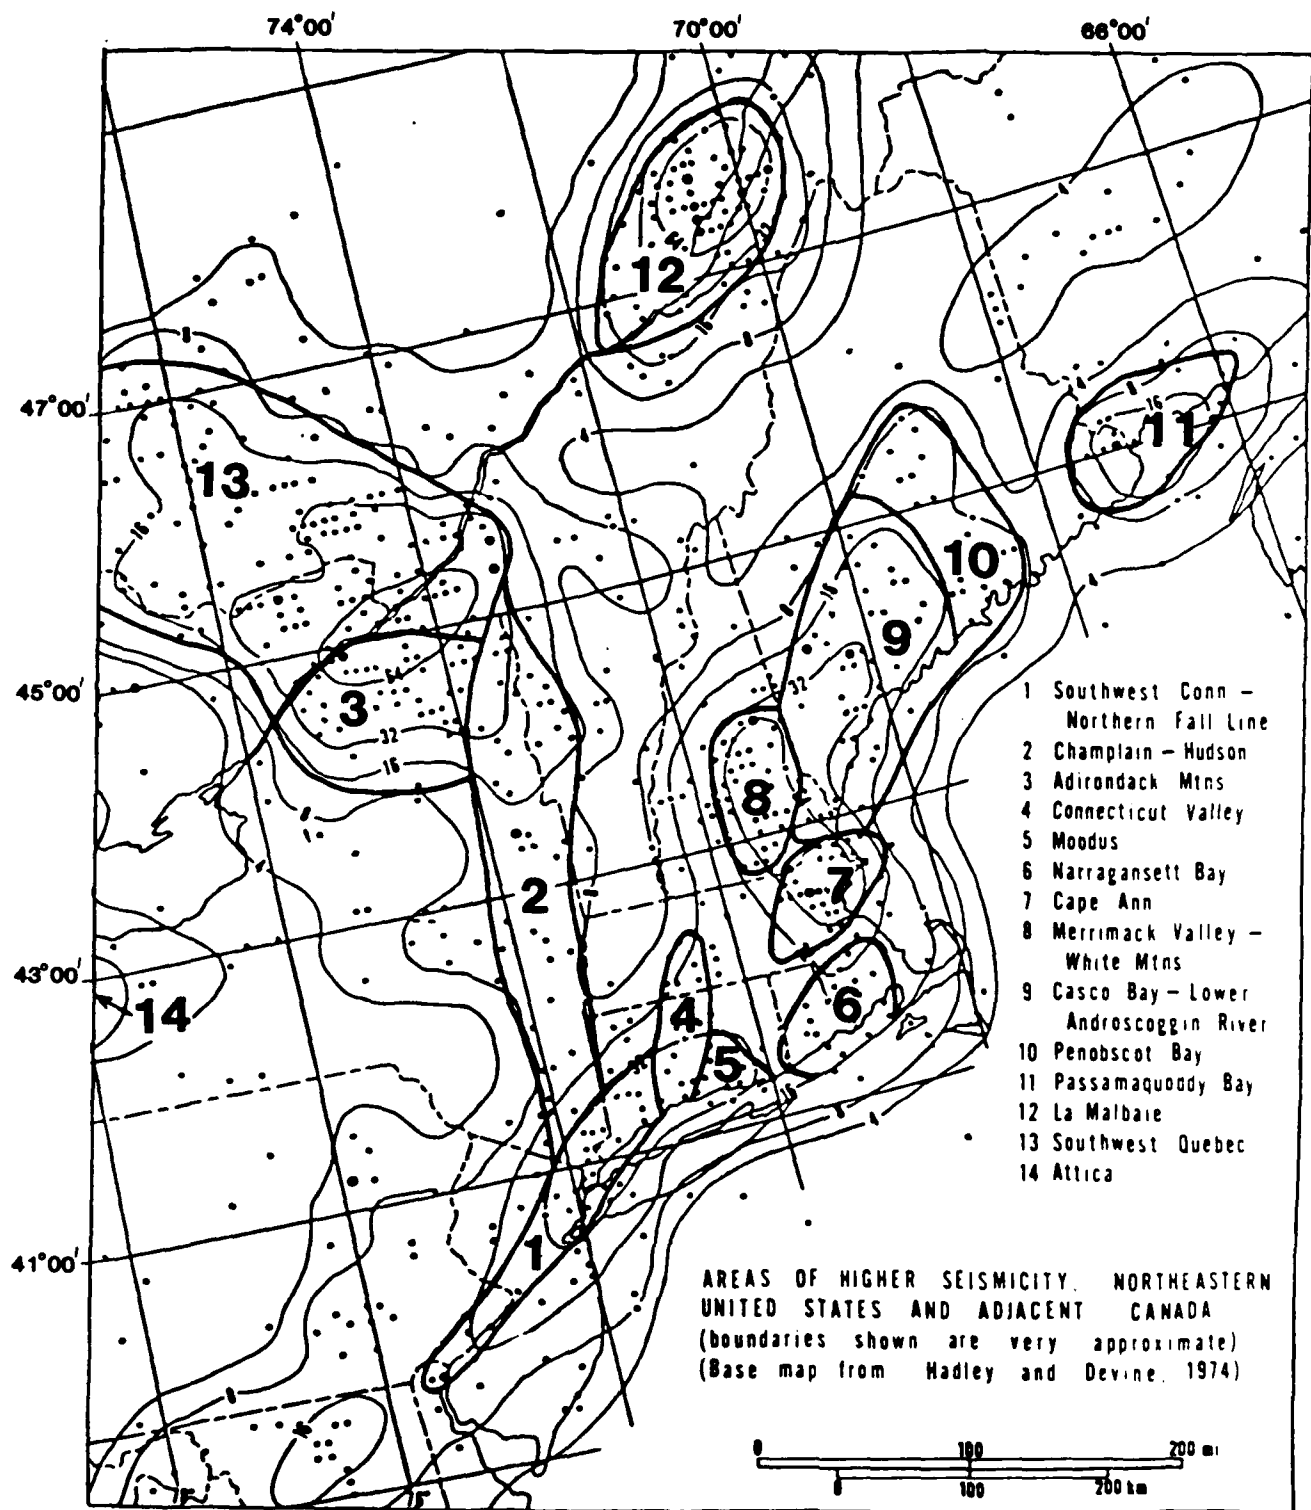 74°00'
70°00'
66°00'
47°00'
45°00'
43°00'
41°00'
12
13
11
10
9
3
8
2
7
6
14
4
5
1
4
8
16
32
64
1 Southwest Conn –
Northern Fall Line
2 Champlain – Hudson
3 Adirondack Mtns
4 Connecticut Valley
5 Moodus
6 Narragansett Bay
7 Cape Ann
8 Merrimack Valley –
White Mtns
9 Casco Bay – Lower
Androscoggin River
10 Penobscot Bay
11 Passamaquoddy Bay
12 La Malbaie
13 Southwest Quebec
14 Attica
AREAS OF HIGHER SEISMICITY, NORTHEASTERN
UNITED STATES AND ADJACENT CANADA
(boundaries shown are very approximate)
(Base map from Hadley and Devine, 1974)
0 100 200 mi
0 100 200 km